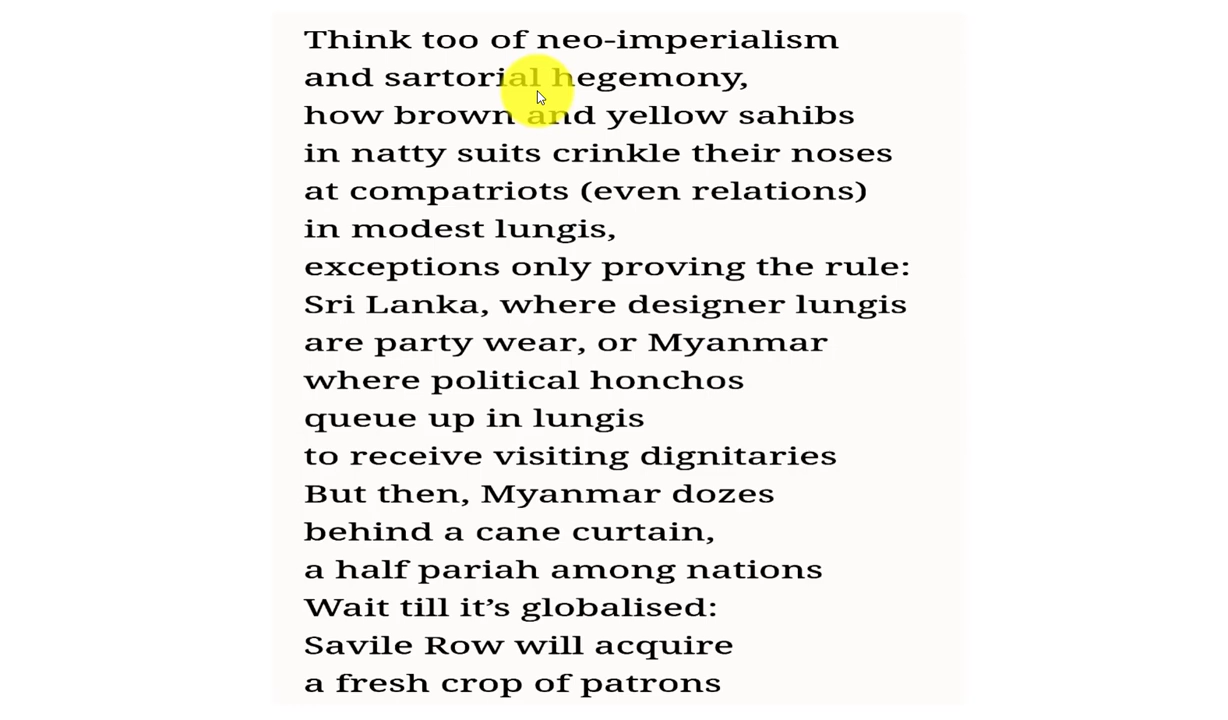 Think too of neo-imperialism
and sartorial hegemony,
how brown and yellow sahibs
in natty suits crinkle their noses
at compatriots (even relations)
in modest lungis,
exceptions only proving the rule:
Sri Lanka, where designer lungis
are party wear, or Myanmar
where political honchos
queue up in lungis
to receive visiting dignitaries
But then, Myanmar dozes
behind a cane curtain,
a half pariah among nations
Wait till it’s globalised:
Savile Row will acquire
a fresh crop of patrons